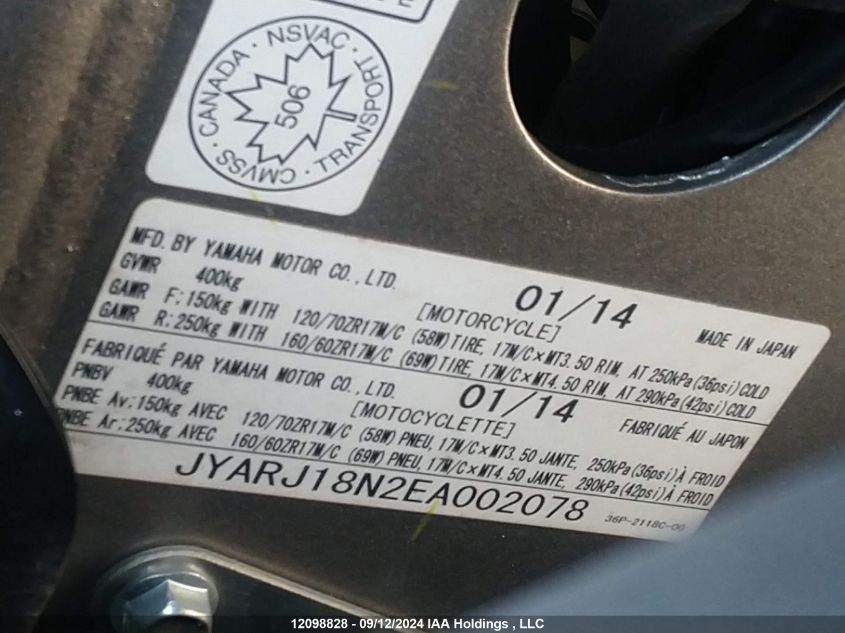 CMVSS · CANADA · NSVAC · TRANSPORT ·
506
MFD. BY YAMAHA MOTOR CO., LTD. 01/14 MADE IN JAPAN
GVWR 400kg [MOTORCYCLE]
GAWR F:150kg WITH 120/70ZR17M/C (58W)TIRE, 17M/C×MT3.50 RIM, AT 250kPa(36psi)COLD
GAWR R:250kg WITH 160/60ZR17M/C (69W)TIRE, 17M/C×MT4.50 RIM, AT 290kPa(42psi)COLD
FABRIQUÉ PAR YAMAHA MOTOR CO., LTD. 01/14 FABRIQUÉ AU JAPON
PNBV 400kg [MOTOCYCLETTE]
PNBE Av:150kg AVEC 120/70ZR17M/C (58W) PNEU, 17M/C×MT3.50 JANTE, 250kPa(36psi)À FROID
PNBE Ar:250kg AVEC 160/60ZR17M/C (69W) PNEU, 17M/C×MT4.50 JANTE, 290kPa(42psi)À FROID
JYARJ18N2EA002078 36P-2118C-00
12098828 - 09/12/2024 IAA Holdings , LLC